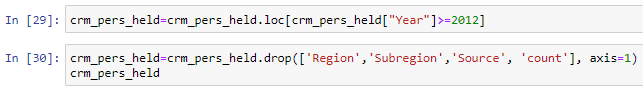 In [29]: crm_pers_held=crm_pers_held.loc[crm_pers_held["Year"]>=2012]
In [30]: crm_pers_held=crm_pers_held.drop(['Region','Subregion','Source', 'count'], axis=1)
crm_pers_held